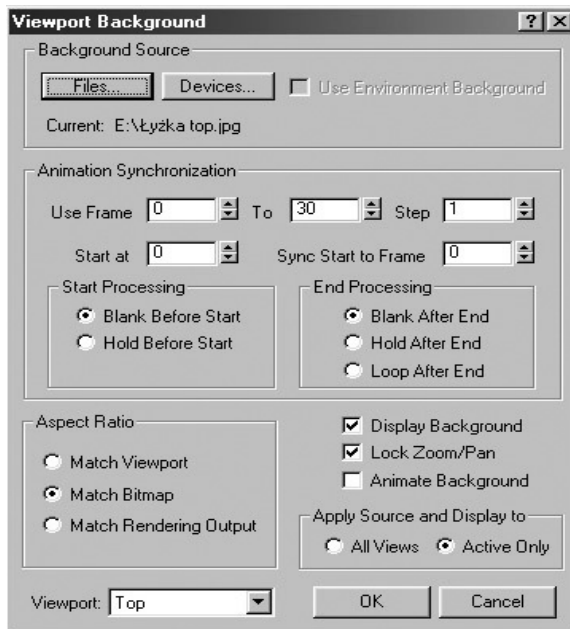 Viewport Background
Background Source
Files... Devices... Use Environment Background
Current: E:\Łyżka top.jpg
Animation Synchronization
Use Frame 0 To 30 Step 1
Start at 0 Sync Start to Frame 0
Start Processing
Blank Before Start
Hold Before Start
End Processing
Blank After End
Hold After End
Loop After End
Aspect Ratio
Match Viewport
Match Bitmap
Match Rendering Output
Display Background
Lock Zoom/Pan
Animate Background
Apply Source and Display to
All Views Active Only
Viewport: Top OK Cancel